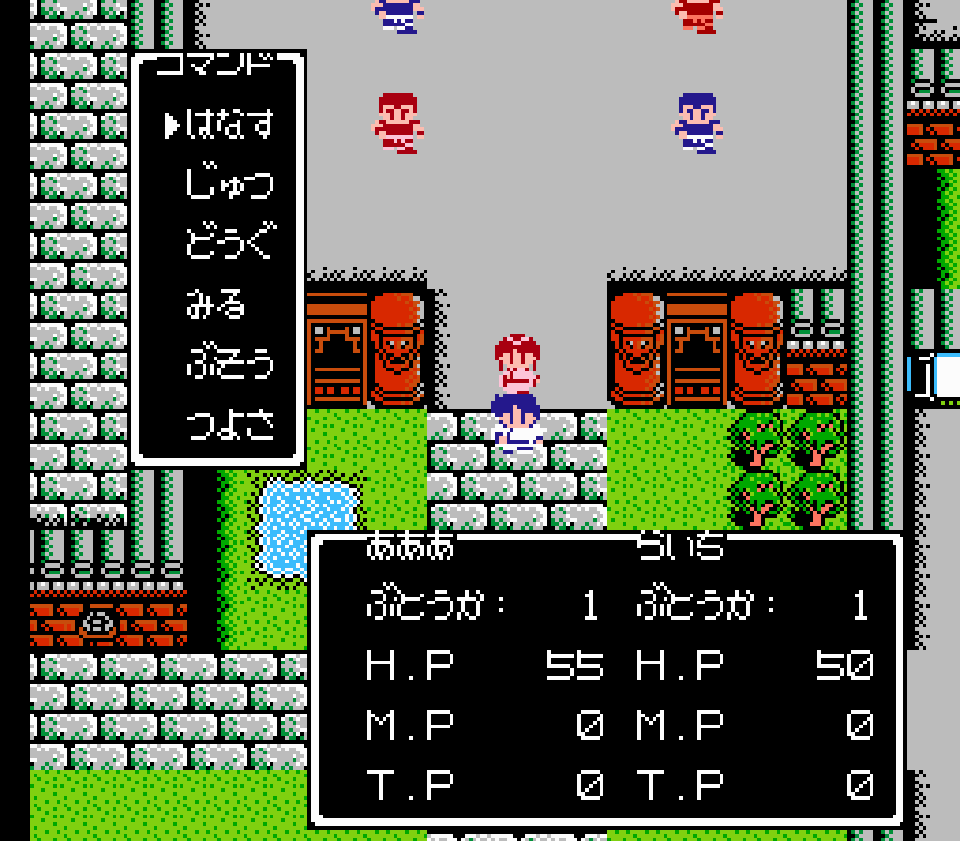 コマンド
▶はなす
じゅつ
どうぐ
みる
ぶそう
つよさ
あああ らいち
ぶとうか: 1 ぶとうか: 1
H.P 55 H.P 50
M.P 0 M.P 0
T.P 0 T.P 0